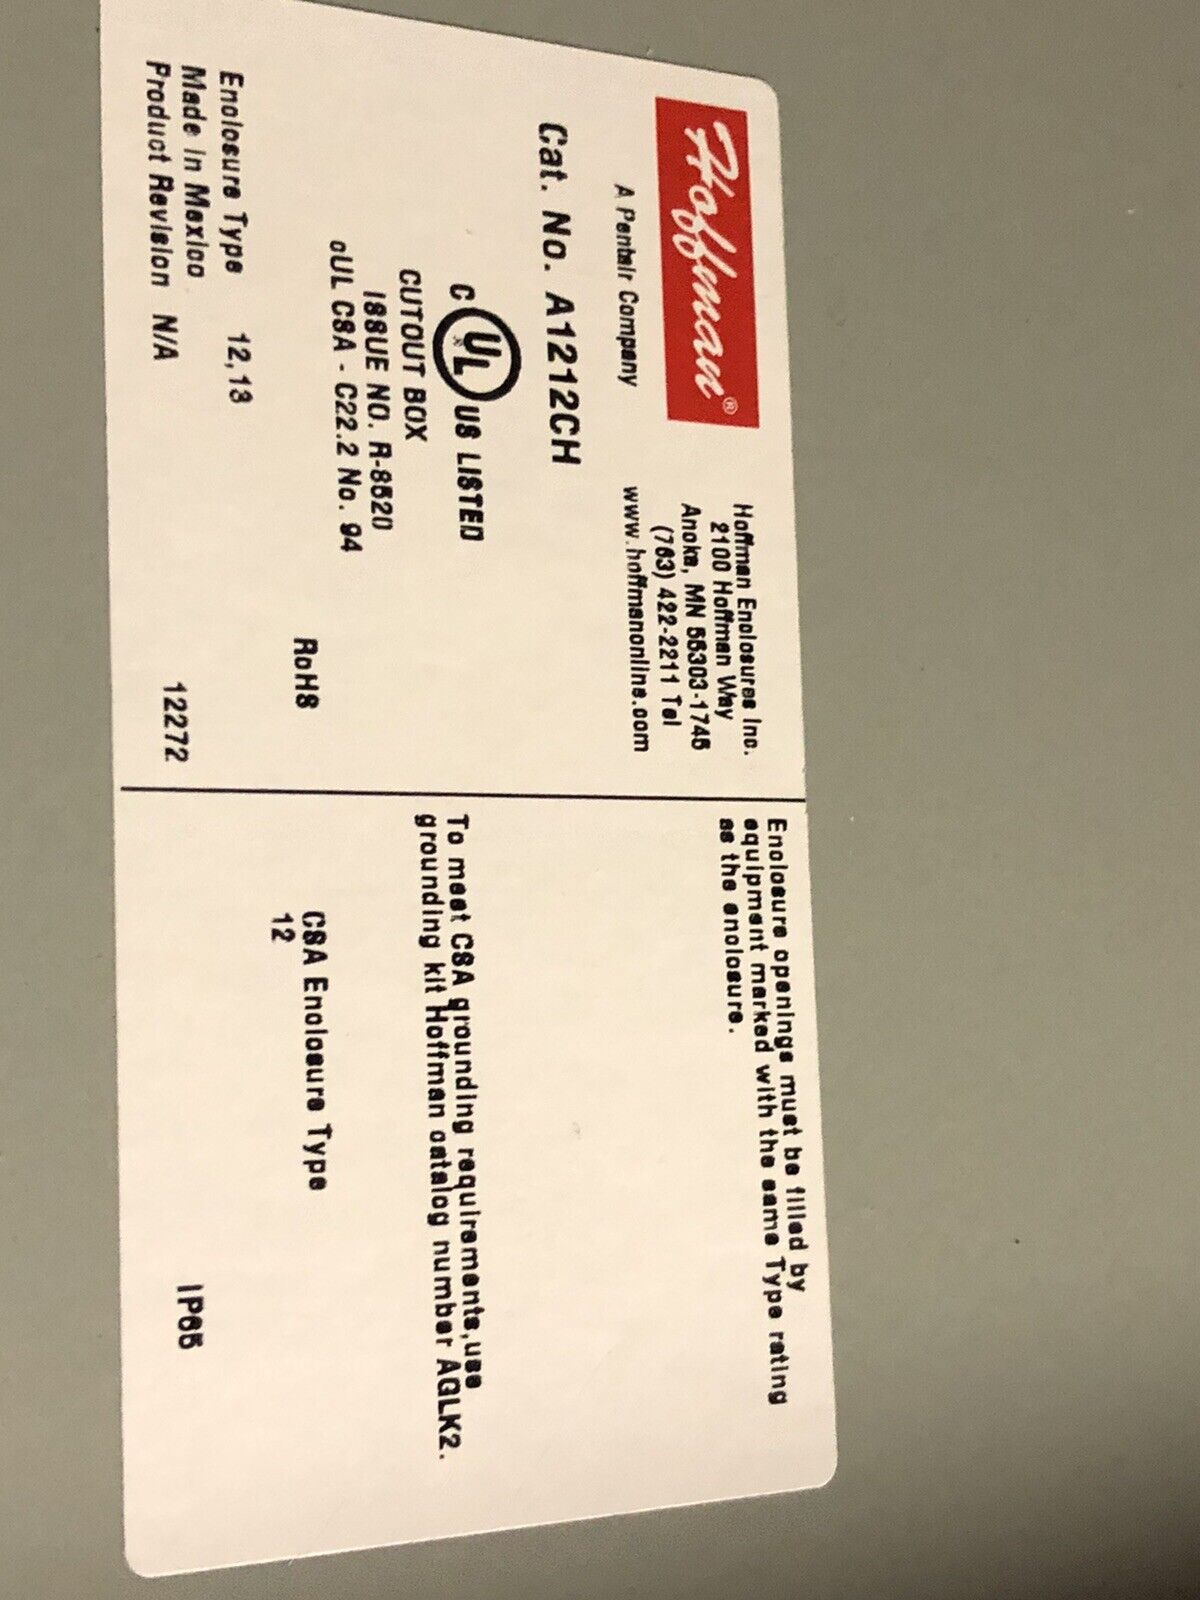 Hoffman®
A Pentair Company
Hoffman Enclosures Inc.
2100 Hoffman Way
Anoka, MN 55303-1745
(763) 422-2211 Tel
www.hoffmanonline.com
Cat. No. A1212CH
C UL US LISTED
CUTOUT BOX
ISSUE NO. R-8520
cUL CSA - C22.2 No. 94
RoHS
Enclosure Type 12,13
Made in Mexico
Product Revision N/A
12272
Enclosure openings must be filled by
equipment marked with the same Type rating
as the enclosure.
To meet CSA grounding requirements,use
grounding kit Hoffman catalog number AGLK2.
CSA Enclosure Type
12
IP65